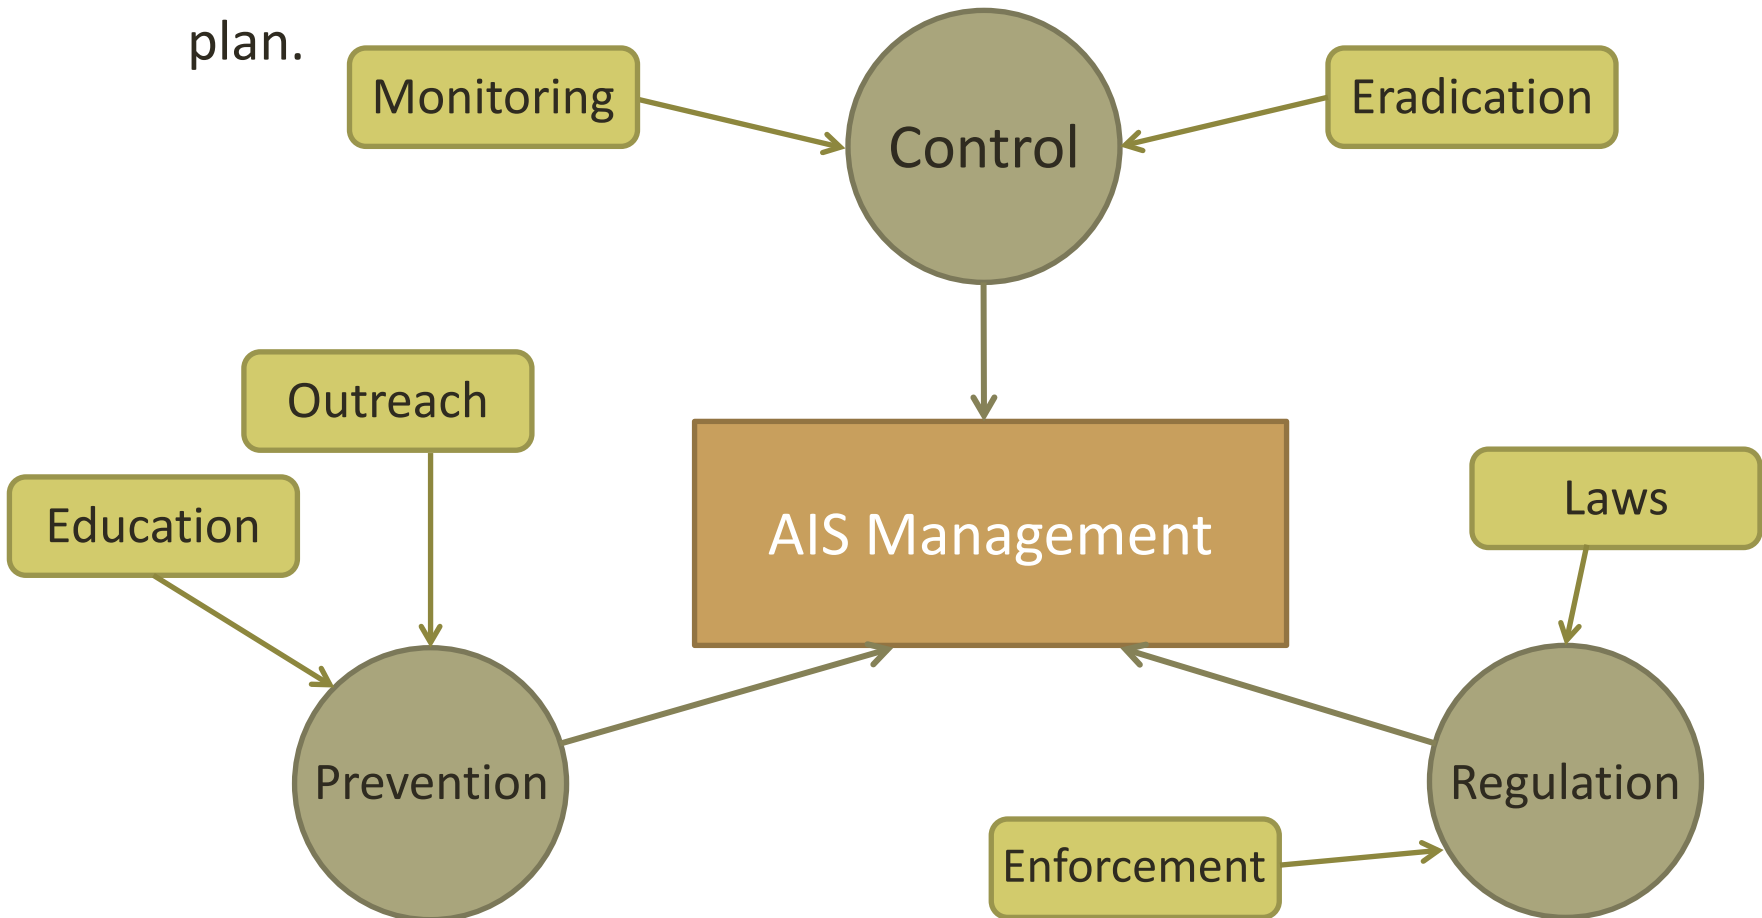 plan.
Monitoring
Control
Eradication
Outreach
Education
AIS Management
Laws
Prevention
Regulation
Enforcement